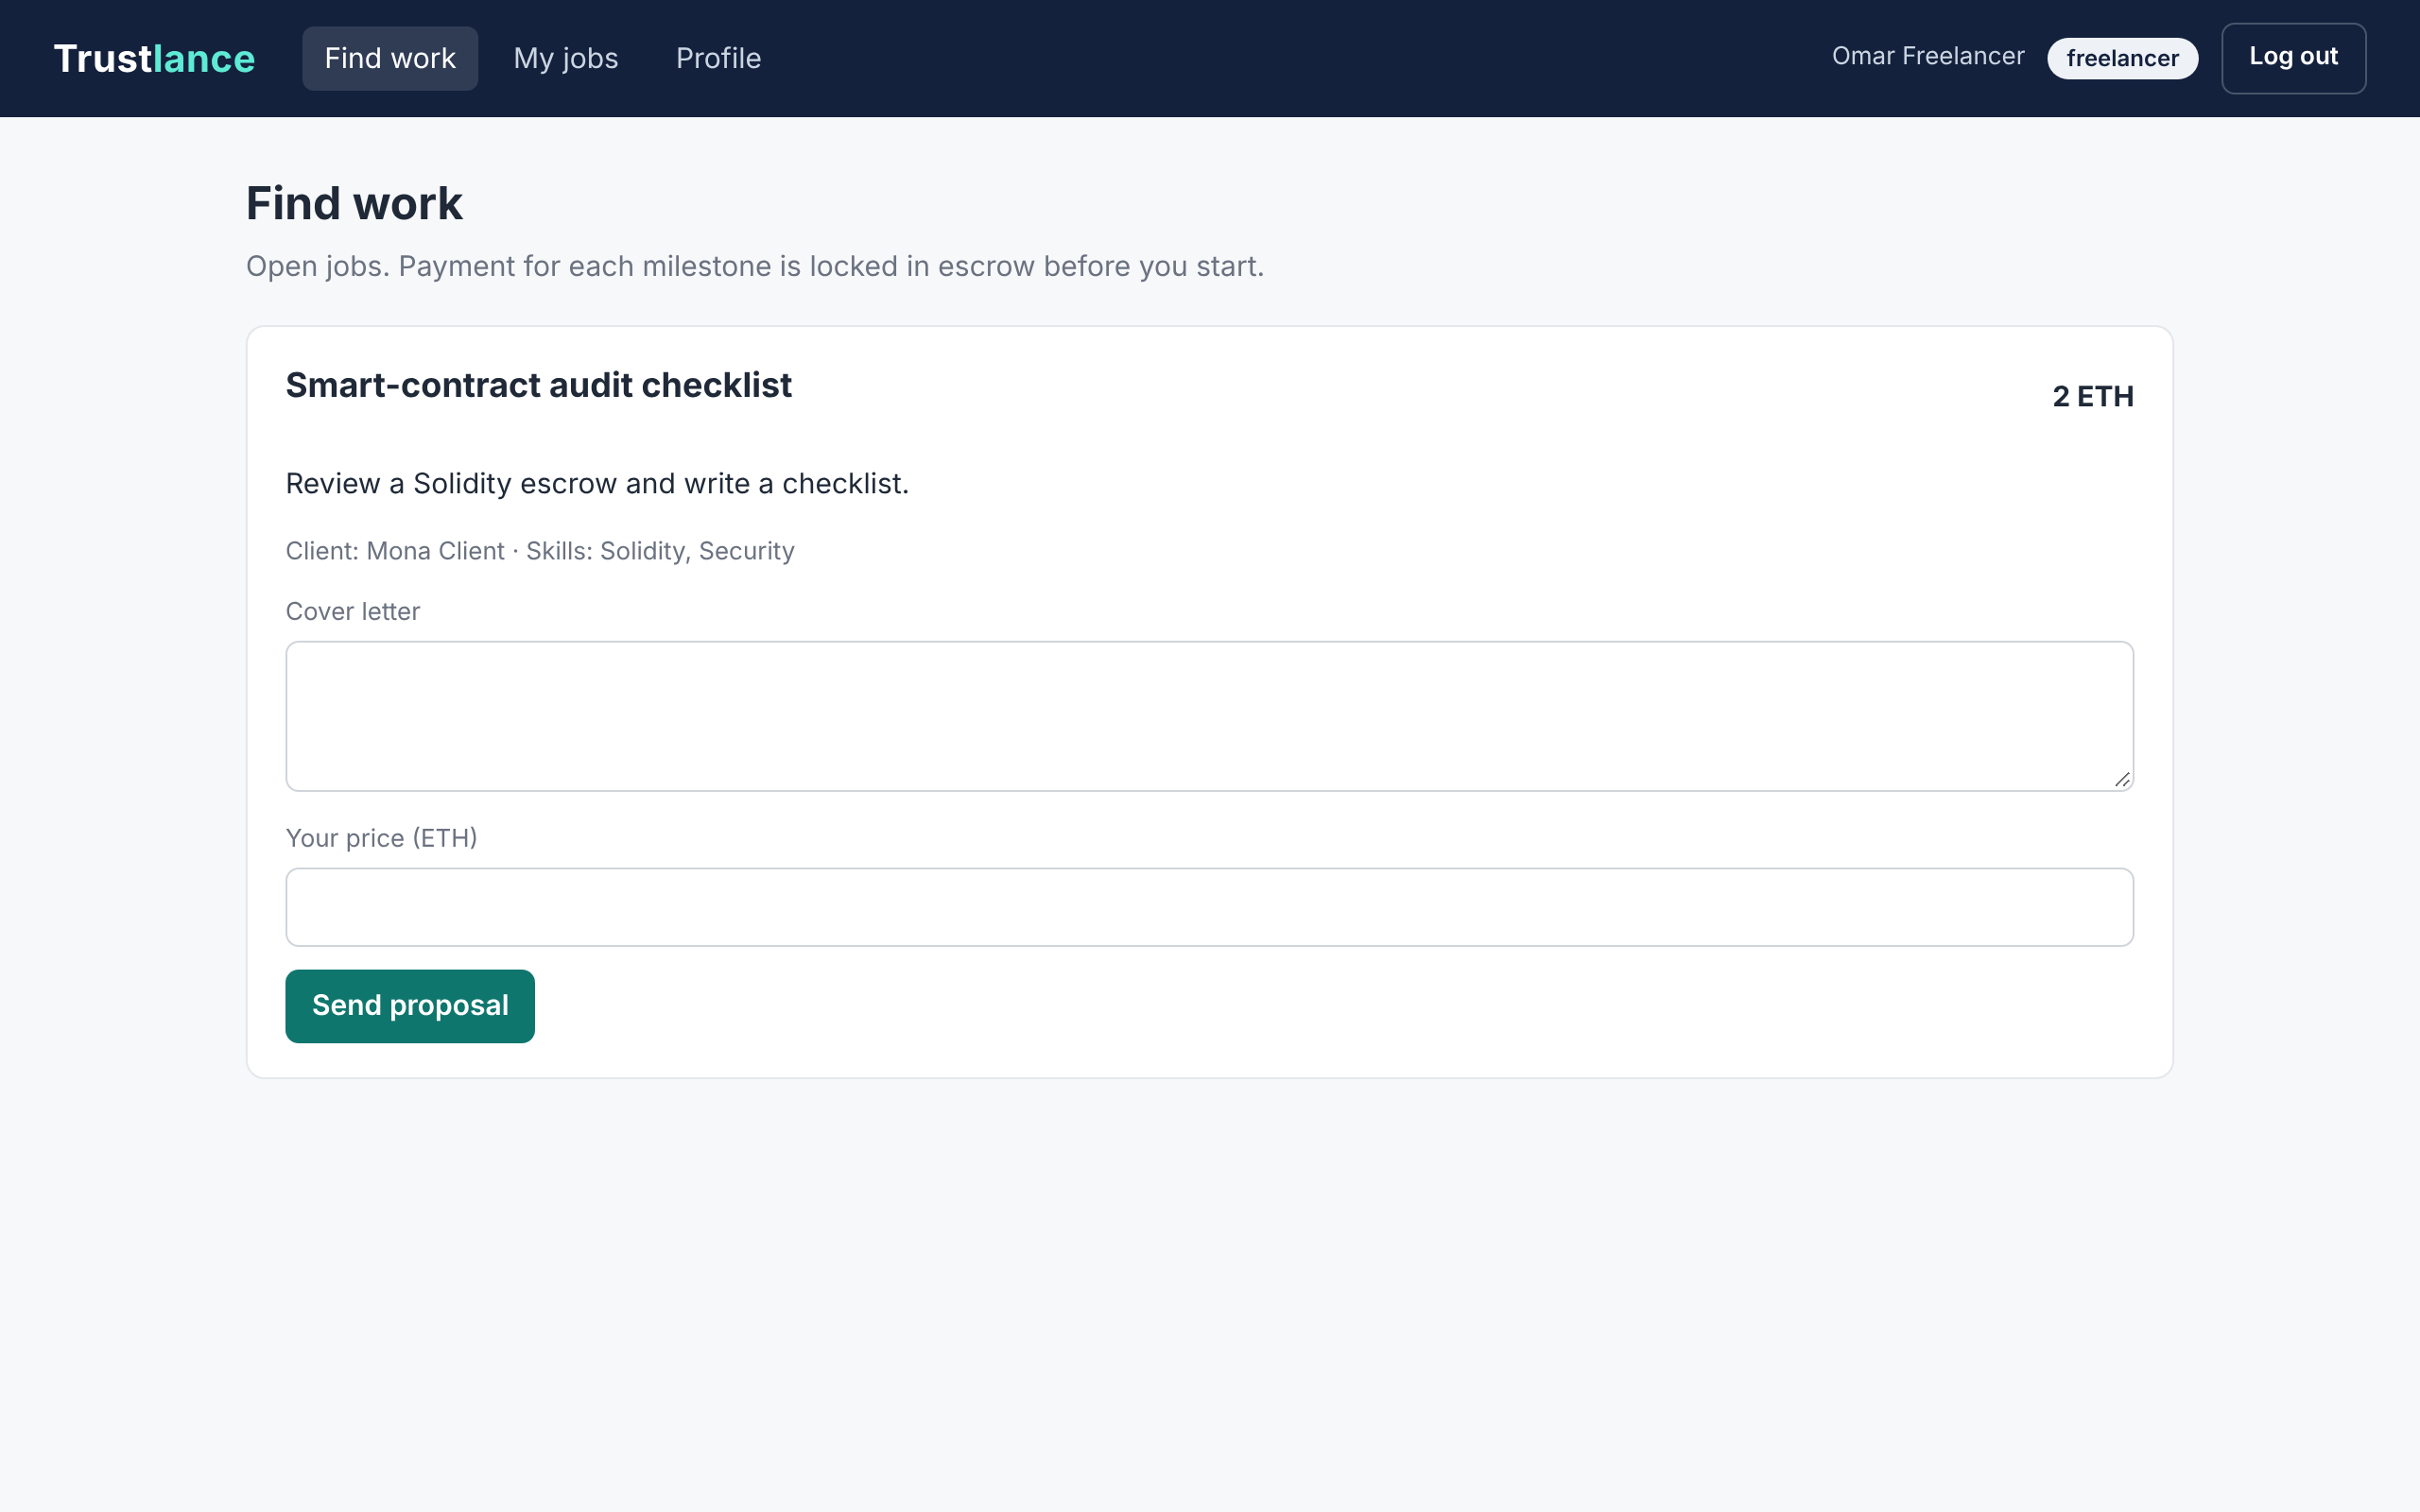 Trustlance Find work My jobs Profile Omar Freelancer freelancer Log out
Find work
Open jobs. Payment for each milestone is locked in escrow before you start.
Smart-contract audit checklist 2 ETH
Review a Solidity escrow and write a checklist.
Client: Mona Client · Skills: Solidity, Security
Cover letter
Your price (ETH)
Send proposal